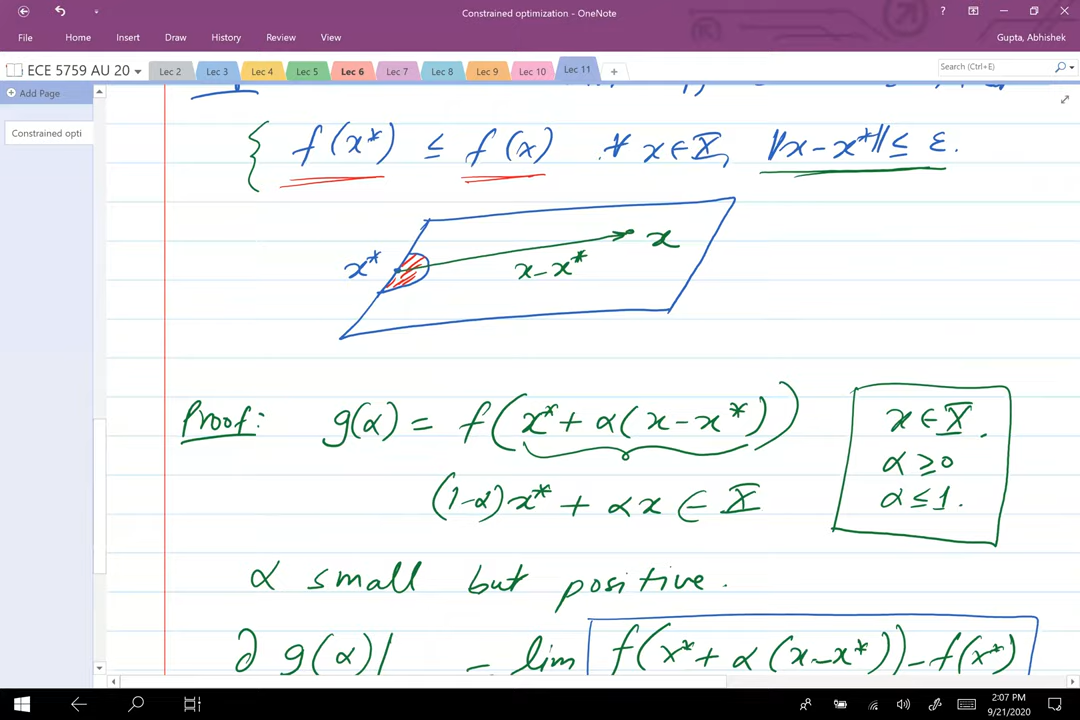 Constrained optimization - OneNote
?
File Home Insert Draw History Review View
Gupta, Abhishek
ECE 5759 AU 20
Lec 2 Lec 3 Lec 4 Lec 5 Lec 6 Lec 7 Lec 8 Lec 9 Lec 10 Lec 11 +
Search (Ctrl+E)
Add Page
Constrained opti
{ f(x*) ≤ f(x) ∀ x ∈ X, ||x - x*|| ≤ ε.
x*
x
x - x*
Proof: g(α) = f(x* + α(x - x*))
(1-α)x* + αx ∈ X
x ∈ X.
α ≥ 0
α ≤ 1.
α small but positive.
∂ g(α)| = lim f(x* + α(x - x*)) - f(x*)
2:07 PM
9/21/2020